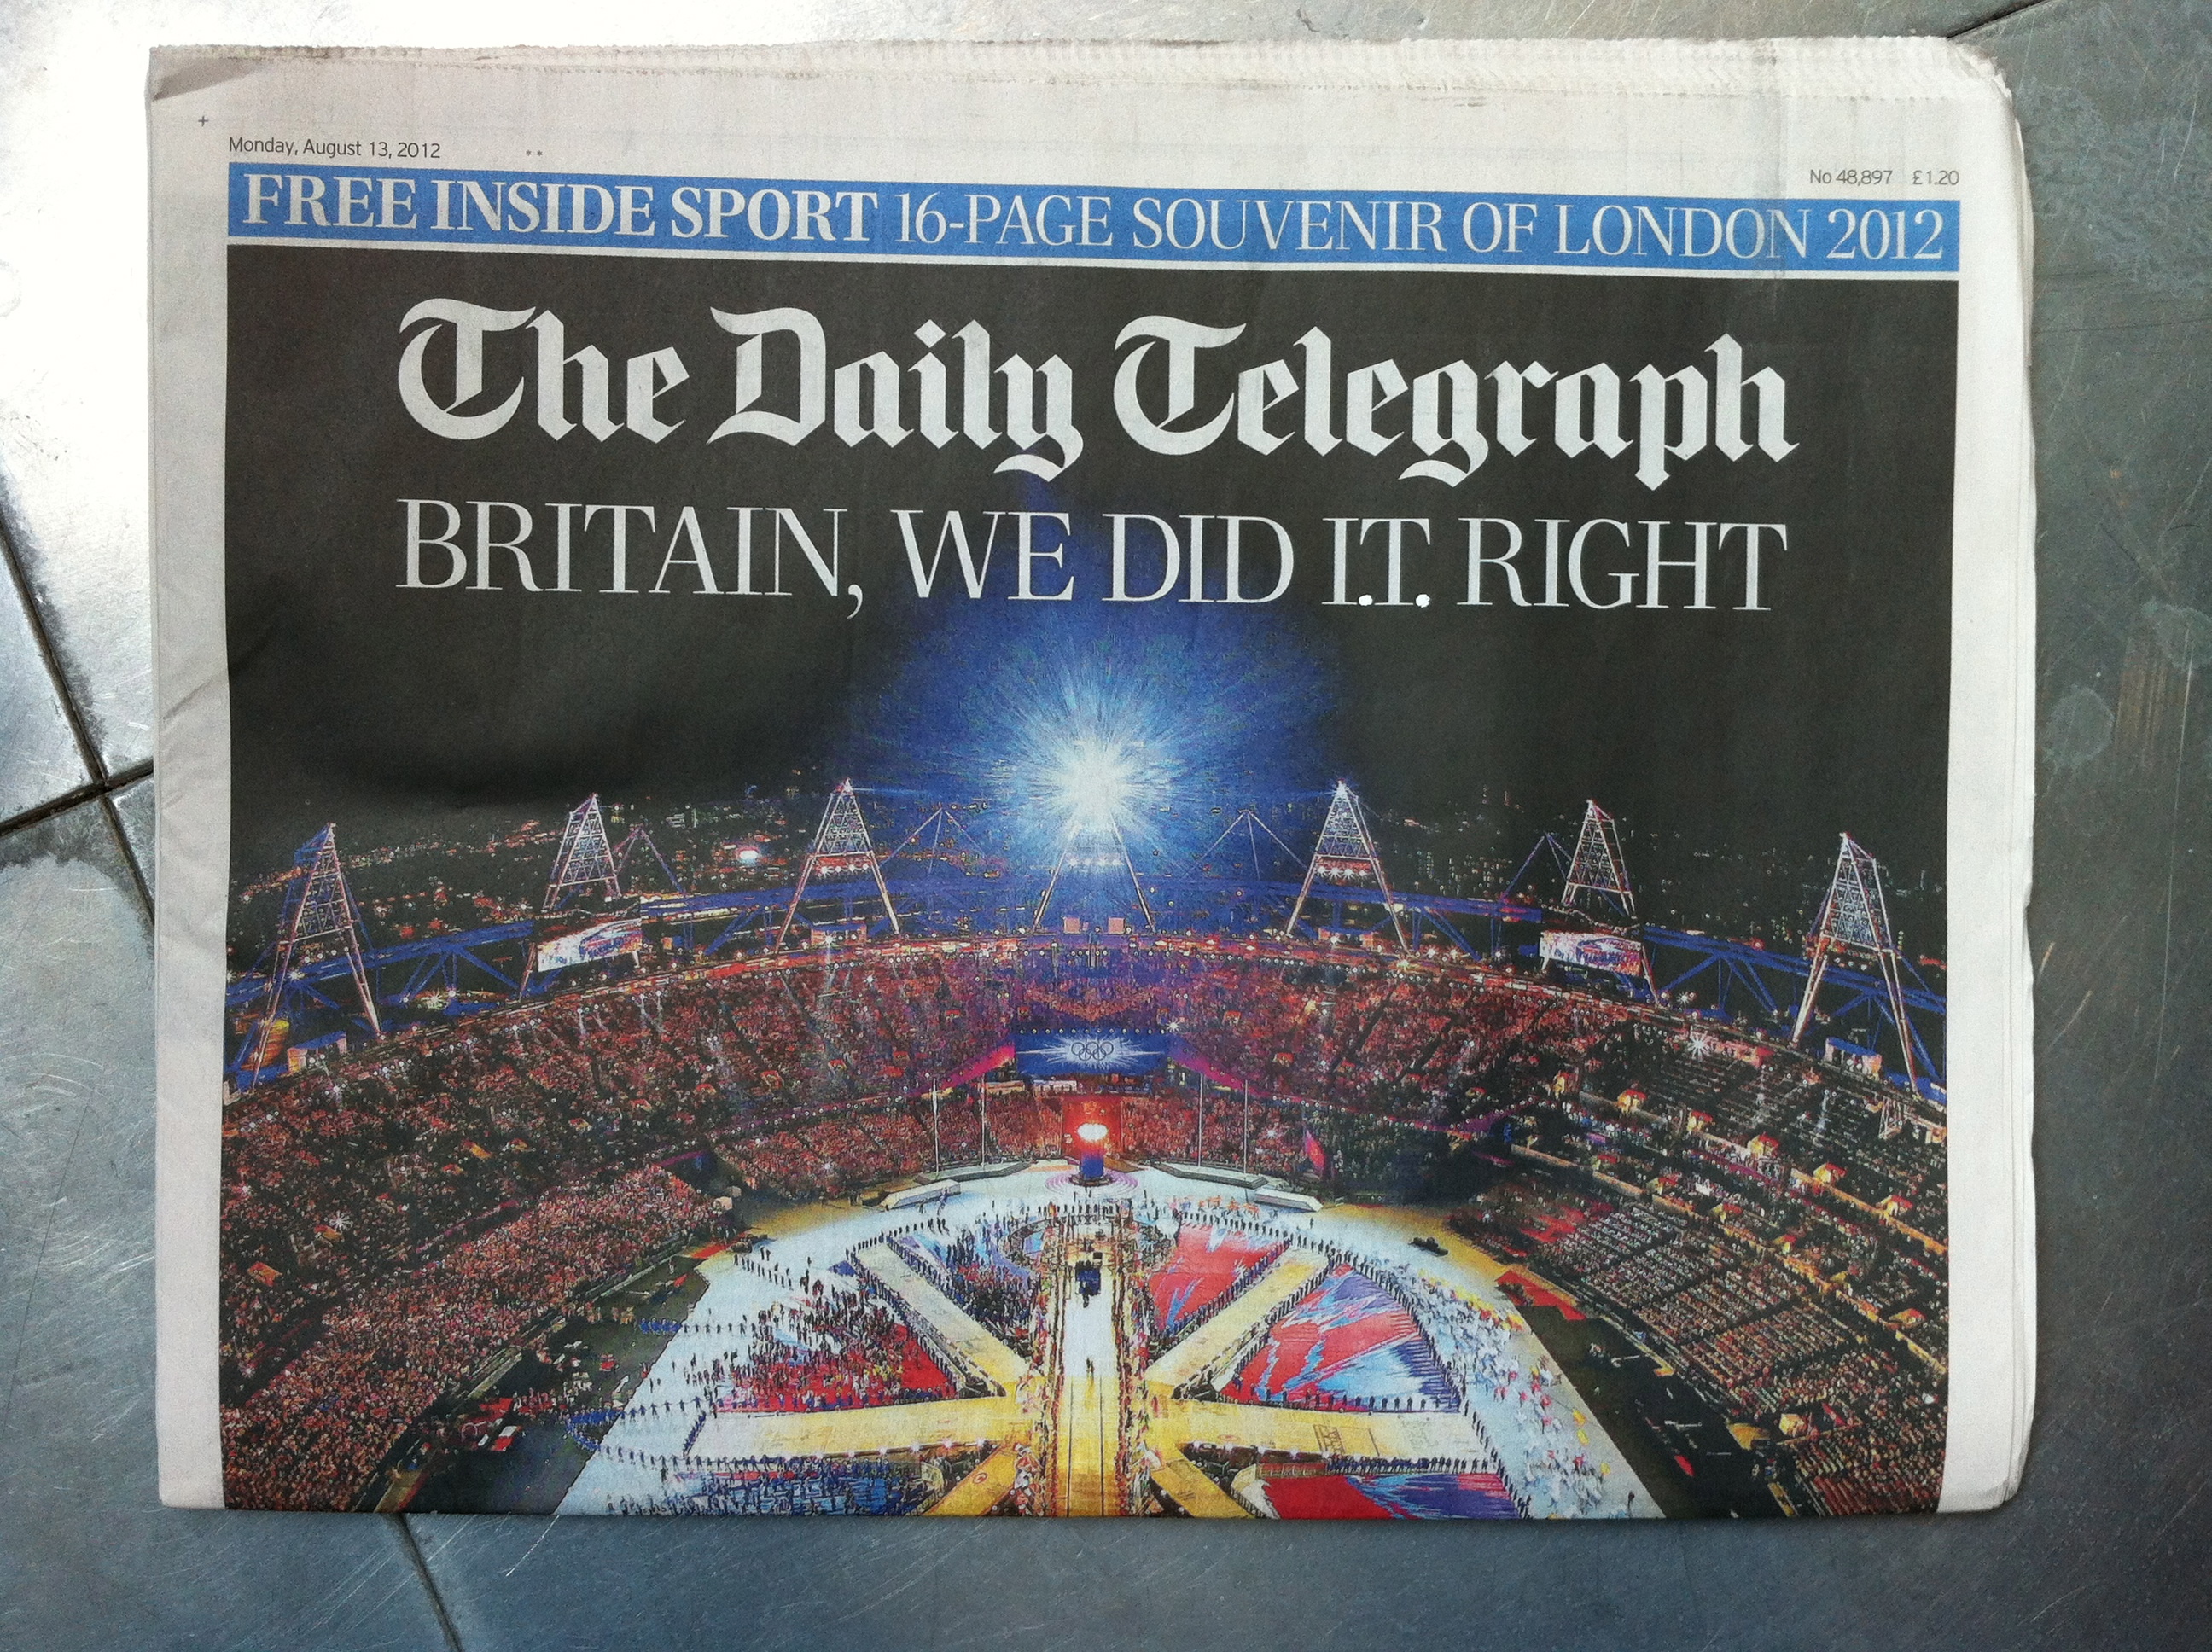 Monday, August 13, 2012
No 48,897 £1.20
FREE INSIDE SPORT 16-PAGE SOUVENIR OF LONDON 2012
The Daily Telegraph
BRITAIN, WE DID I.T. RIGHT